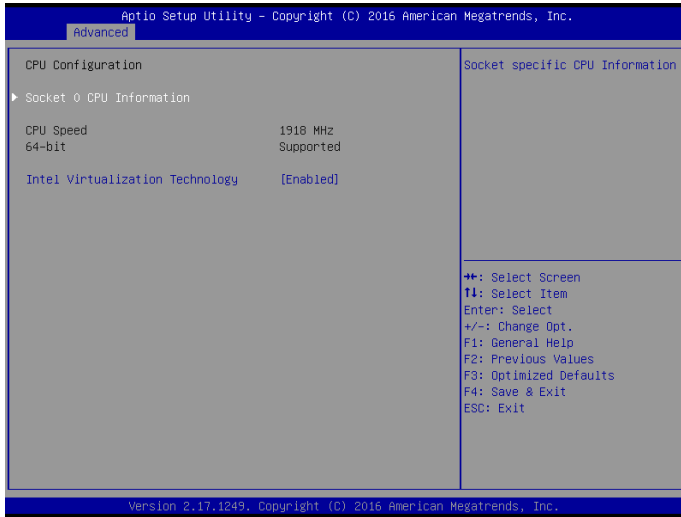 Aptio Setup Utility – Copyright (C) 2016 American Megatrends, Inc.
Advanced
CPU Configuration
Socket 0 CPU Information
CPU Speed 1918 MHz
64-bit Supported
Intel Virtualization Technology [Enabled]
Socket specific CPU Information
→←: Select Screen
↑↓: Select Item
Enter: Select
+/-: Change Opt.
F1: General Help
F2: Previous Values
F3: Optimized Defaults
F4: Save & Exit
ESC: Exit
Version 2.17.1249. Copyright (C) 2016 American Megatrends, Inc.